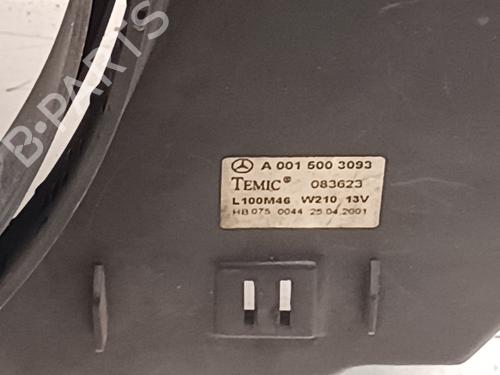 A 001 500 3093
TEMIC® 083623
L100M46 W210 13V
HB 075 0044 25.04.2001
B-PARTS